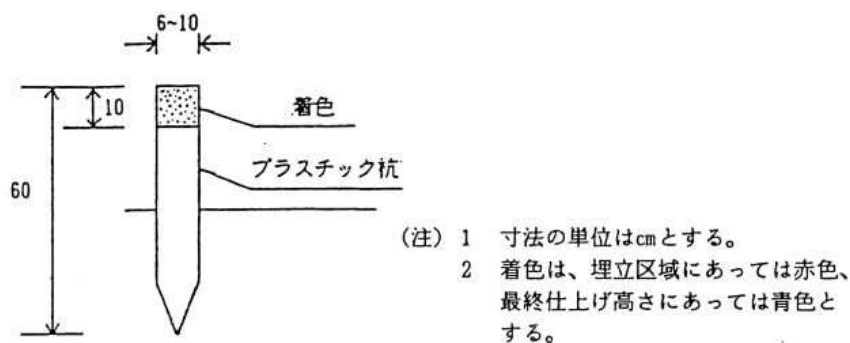 6~10
10
着色
プラスチック杭
60
(注) 1 寸法の単位は㎝とする。
2 着色は、埋立区域にあっては赤色、
最終仕上げ高さにあっては青色と
する。